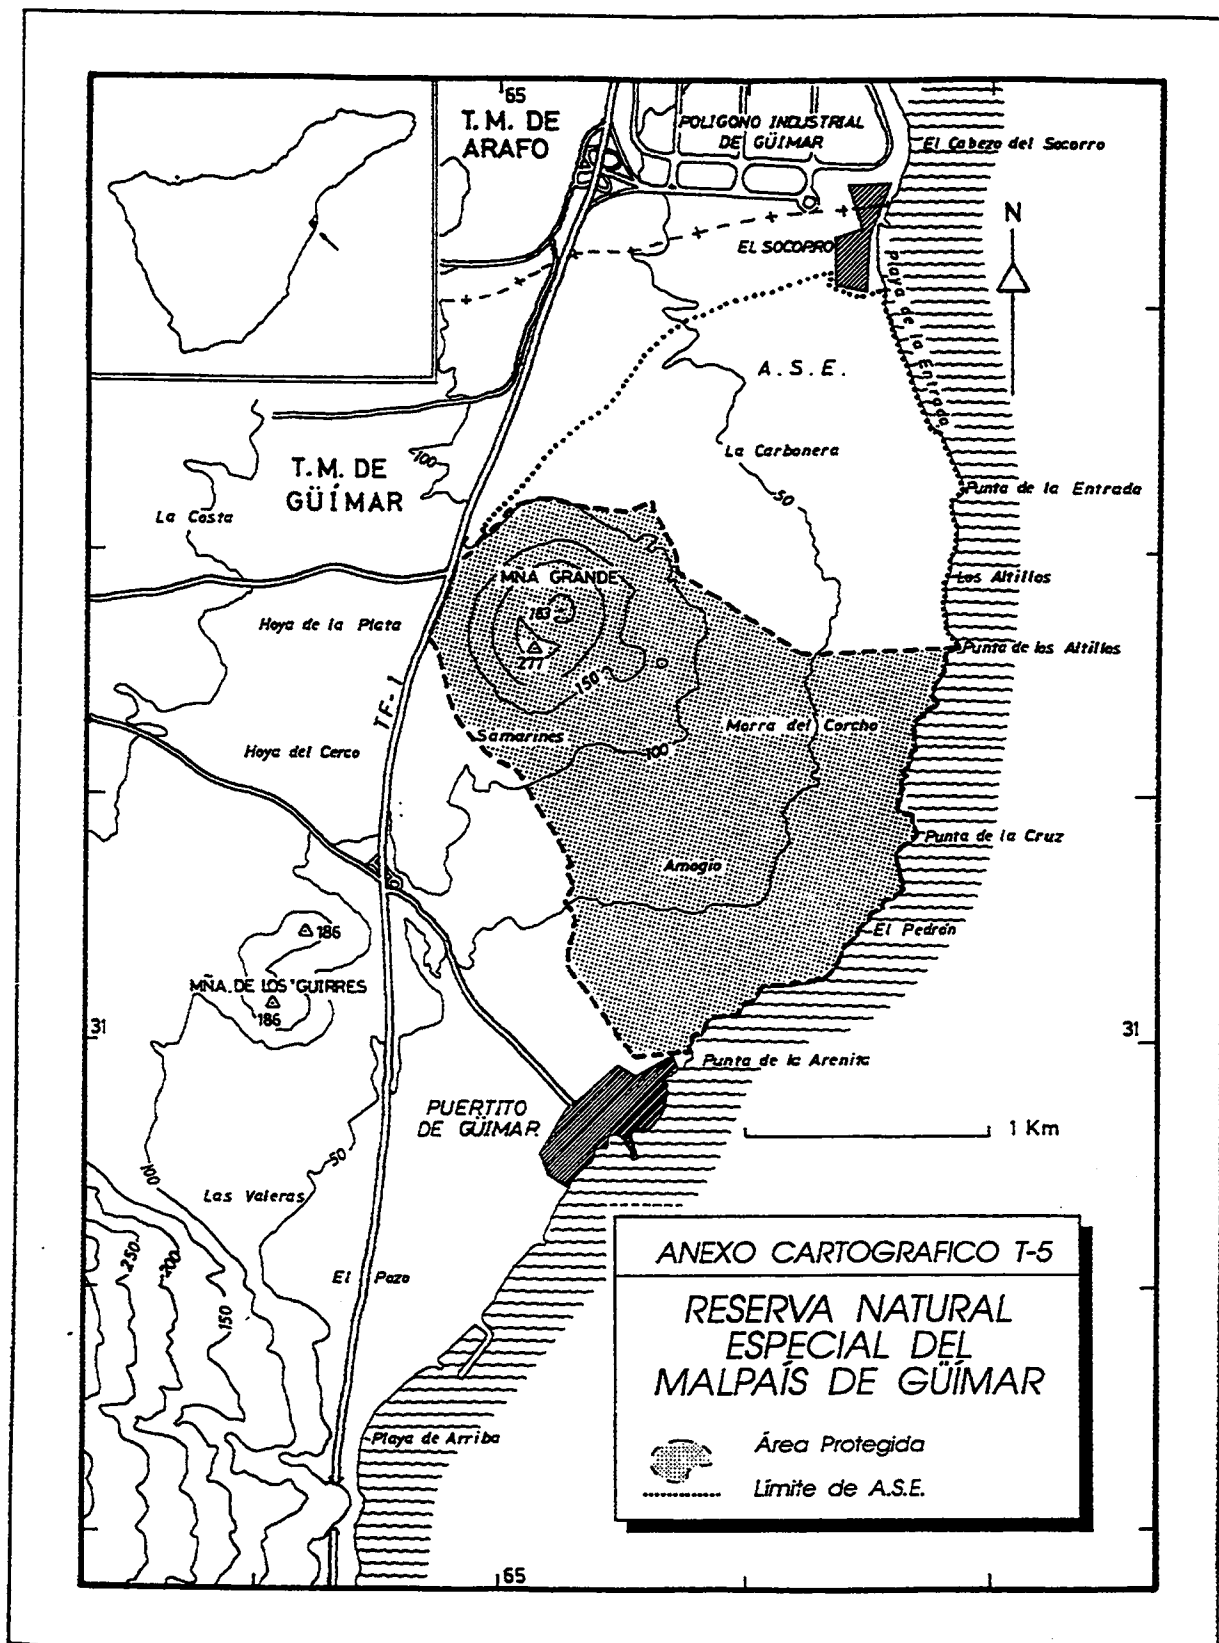 65
T.M. DE
ARAFO
POLIGONO INDUSTRIAL
DE GÜIMAR
El Cabezo del Socorro
N
EL SOCORRO
Playa de la Entrada
A.S.E.
100
T.M. DE
GÜÍMAR
La Costa
La Carbonera
50
Punta de la Entrada
MÑA GRANDE
Los Altillos
183
Hoya de la Plata
277
Punta de los Altillos
150
TF-1
Samarines
Morra del Corcho
Hoya del Cerco
100
Punta de la Cruz
Amogio
El Pedrón
186
MÑA. DE LOS GUIRRES
186
31
31
Punta de la Arenita
PUERTITO
DE GÜIMAR
1 Km
50
100
Las Valeras
250
200
150
El Pozo
Playa de Arriba
ANEXO CARTOGRAFICO T-5
RESERVA NATURAL
ESPECIAL DEL
MALPAÍS DE GÜÍMAR
Área Protegida
Límite de A.S.E.
65